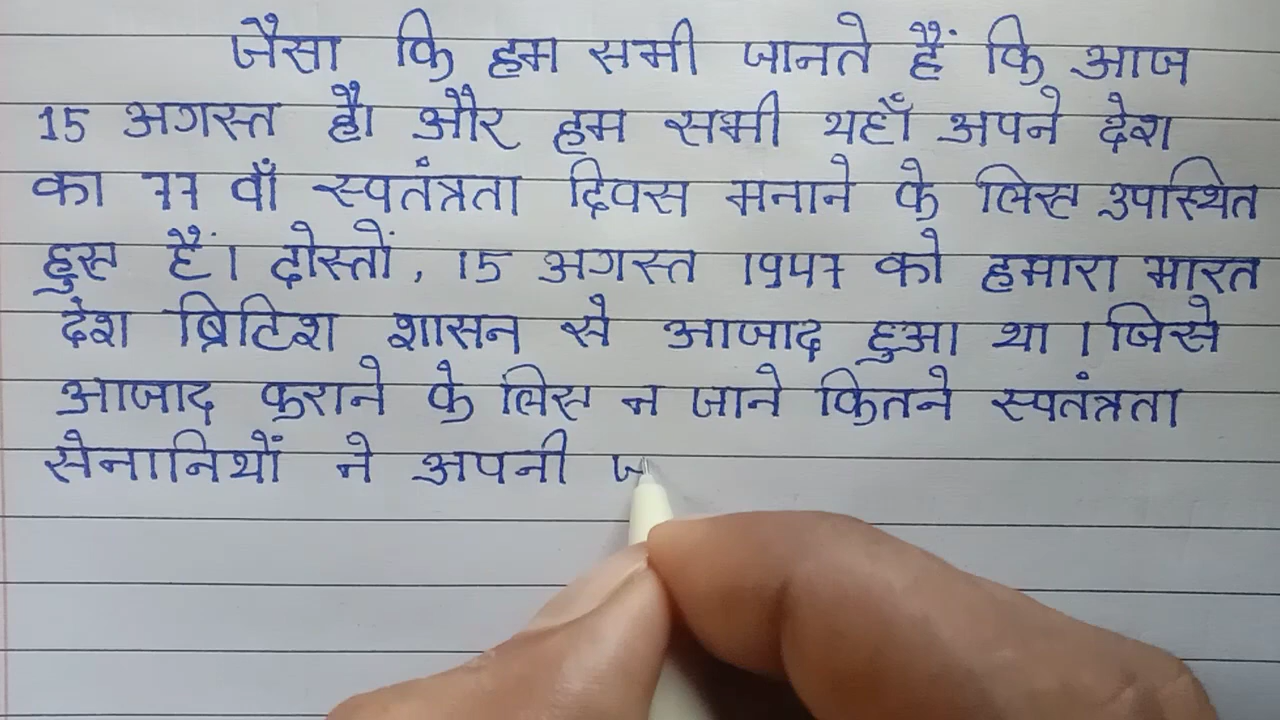 जैसा कि हम सभी जानते हैं कि आज
15 अगस्त है। और हम सभी यहाँ अपने देश
का 77 वाँ स्वतंत्रता दिवस मनाने के लिए उपस्थित
हुए हैं। दोस्तों, 15 अगस्त 1947 को हमारा भारत
देश ब्रिटिश शासन से आजाद हुआ था। जिसे
आजाद कराने के लिए न जाने कितने स्वतंत्रता
सेनानियों ने अपनी